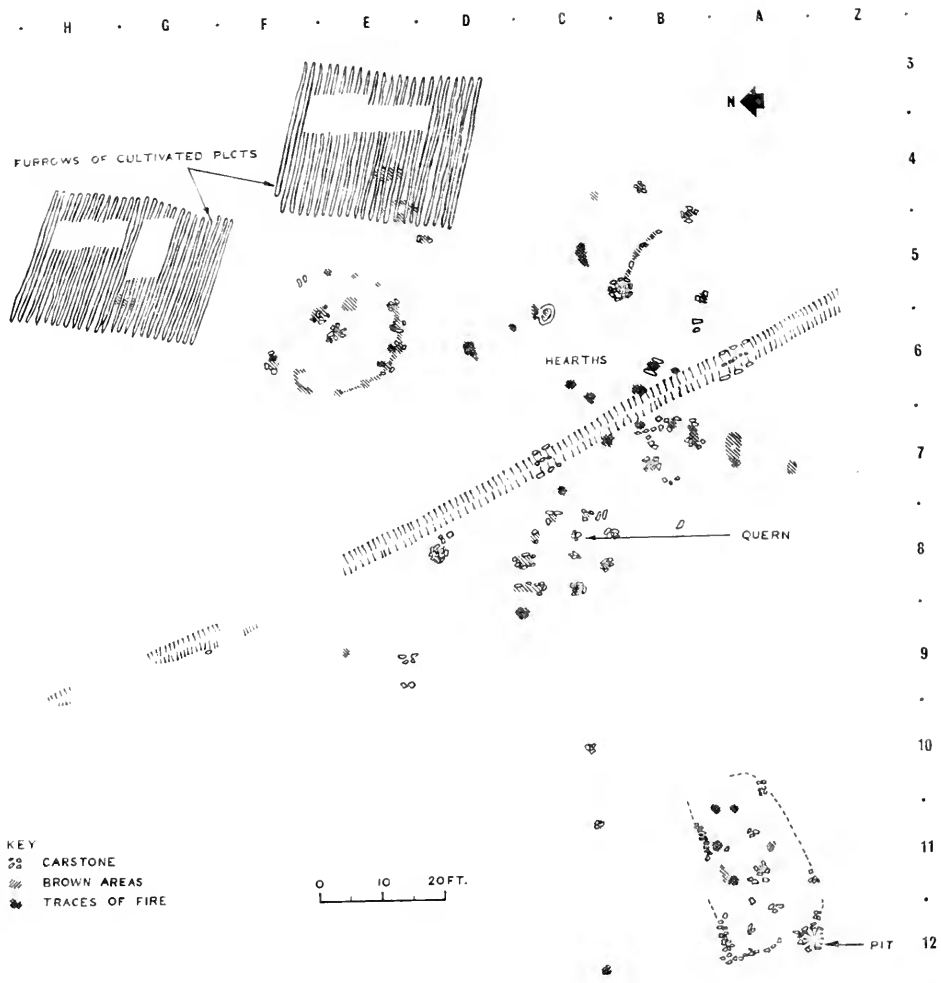 H G F E D C B A Z
3
N
4
FURROWS OF CULTIVATED PLOTS
5
6
HEARTHS
7
QUERN
8
9
10
KEY
CARSTONE
11
BROWN AREAS
0 10 20 FT.
TRACES OF FIRE
PIT
12